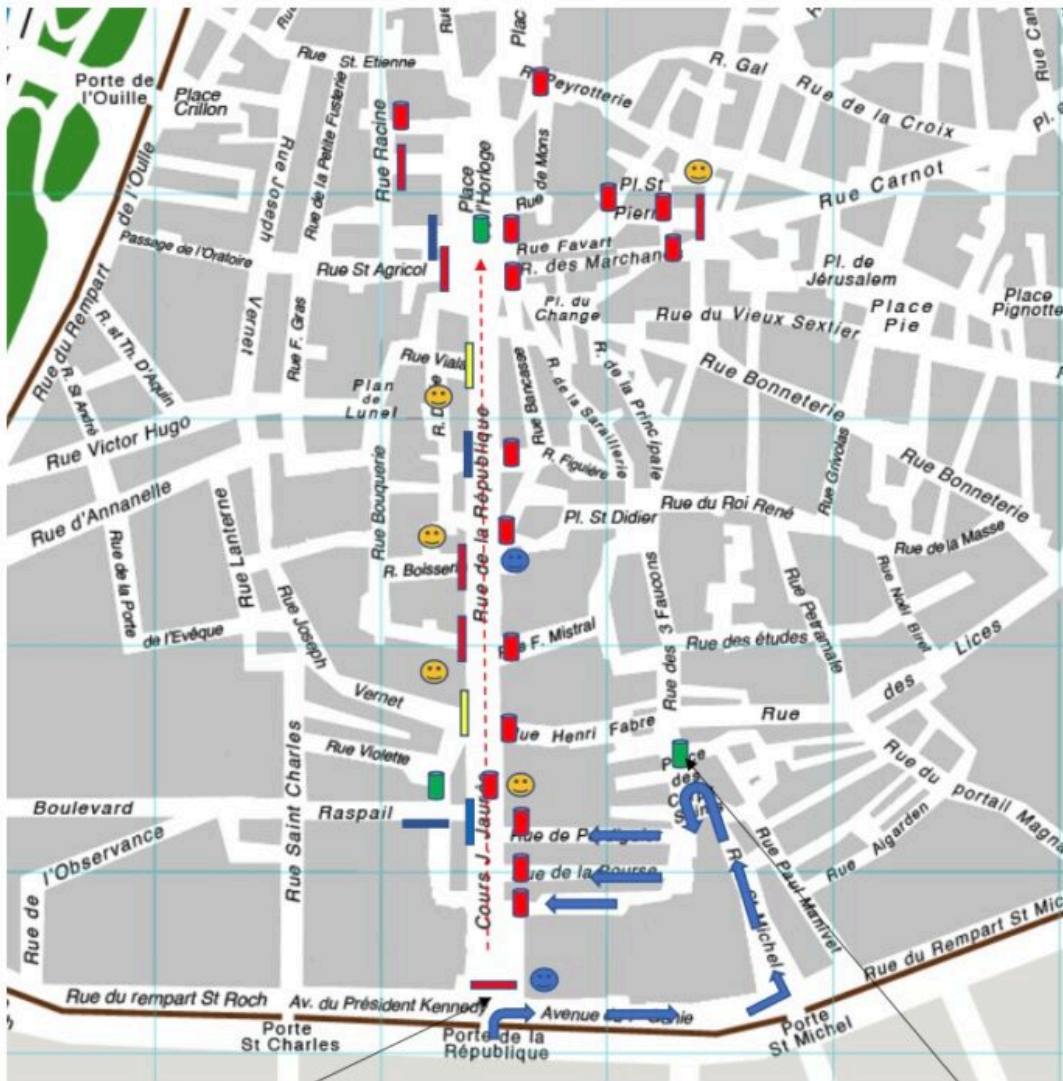 Rue
Rue
Plac
Rue Can
Rue
St. Etienne
R. Gal
Porte de
l'Ouille
Place
Crillon
Peyrotterie
Rue de la Croix
Pl.
Rue Joseph
Rue de la Petite Fusterie
Rue Racine
Place
l'Horloge
Rue de Mons
Pl. St
Rue Carnot
de l'Oulle
Passage de l'Oratoire
Rue St Agricol
Rue Favart
R. des
Pl. de
Jérusalem
Place
Pie
Place
Pignotte
Pl. du
Change
Rue du Vieux Sextier
Rue du Rempart
R. st Th. D'Aquin
R. St André
Vernet
Rue F. Gras
Rue Viala
Plan
de
Lunel
Rue Bancasse
R. de la Saraillerie
R. de la Principale
Rue Bonneterie
Rue Victor Hugo
Rue d'Annanelle
Rue Bouquerie
Rue de la République
R. Figuière
Rue Grivolas
Rue Bonneterie
Rue du Roi René
Pl. St Didier
Rue de la Masse
Rue Lanterne
Rue de la Porte
de l'Evêque
R. Boisserin
Rue Joseph
Vernet
F. Mistral
Rue des 3 Faucons
Rue des études
Rue Petramale
Rue Noël Biret
Rue
des
Lices
Henri Fabre
Rue Violette
Place
des
Rue du portail Magna
Boulevard
Raspail
Rue Saint Charles
Rue de
l'Observance
Cours J. Jaurè
Rue de
de la Bourse
St Michel
Rue Paul Manivet
Rue Algarden
Rue du Rempart St Mic
Rue du rempart St Roch
Av. du Président Kennedy
Avenue
Porte
St Charles
Porte de la
République
Porte
St Michel